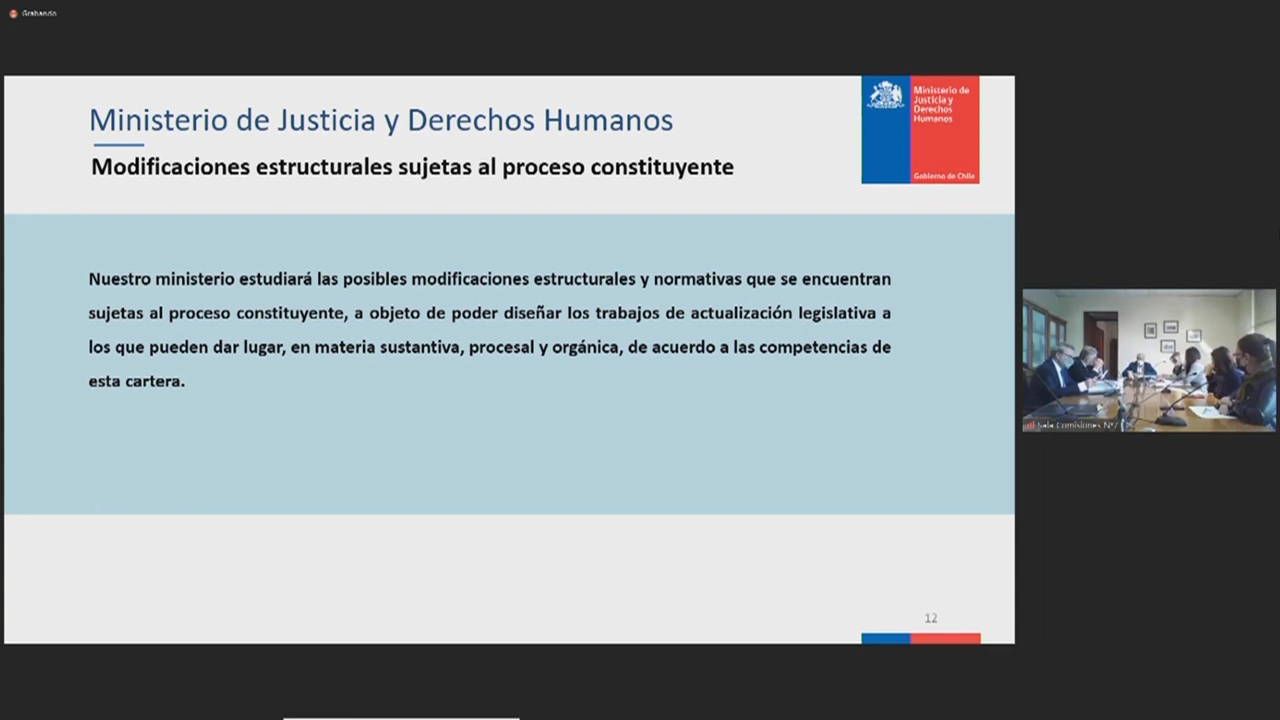 Grabando
Ministerio de Justicia y Derechos Humanos
Modificaciones estructurales sujetas al proceso constituyente
Ministerio de
Justicia y
Derechos
Humanos
Gobierno de Chile
Nuestro ministerio estudiará las posibles modificaciones estructurales y normativas que se encuentran
sujetas al proceso constituyente, a objeto de poder diseñar los trabajos de actualización legislativa a
los que pueden dar lugar, en materia sustantiva, procesal y orgánica, de acuerdo a las competencias de
esta cartera.
Sala Comisiones N°7
12